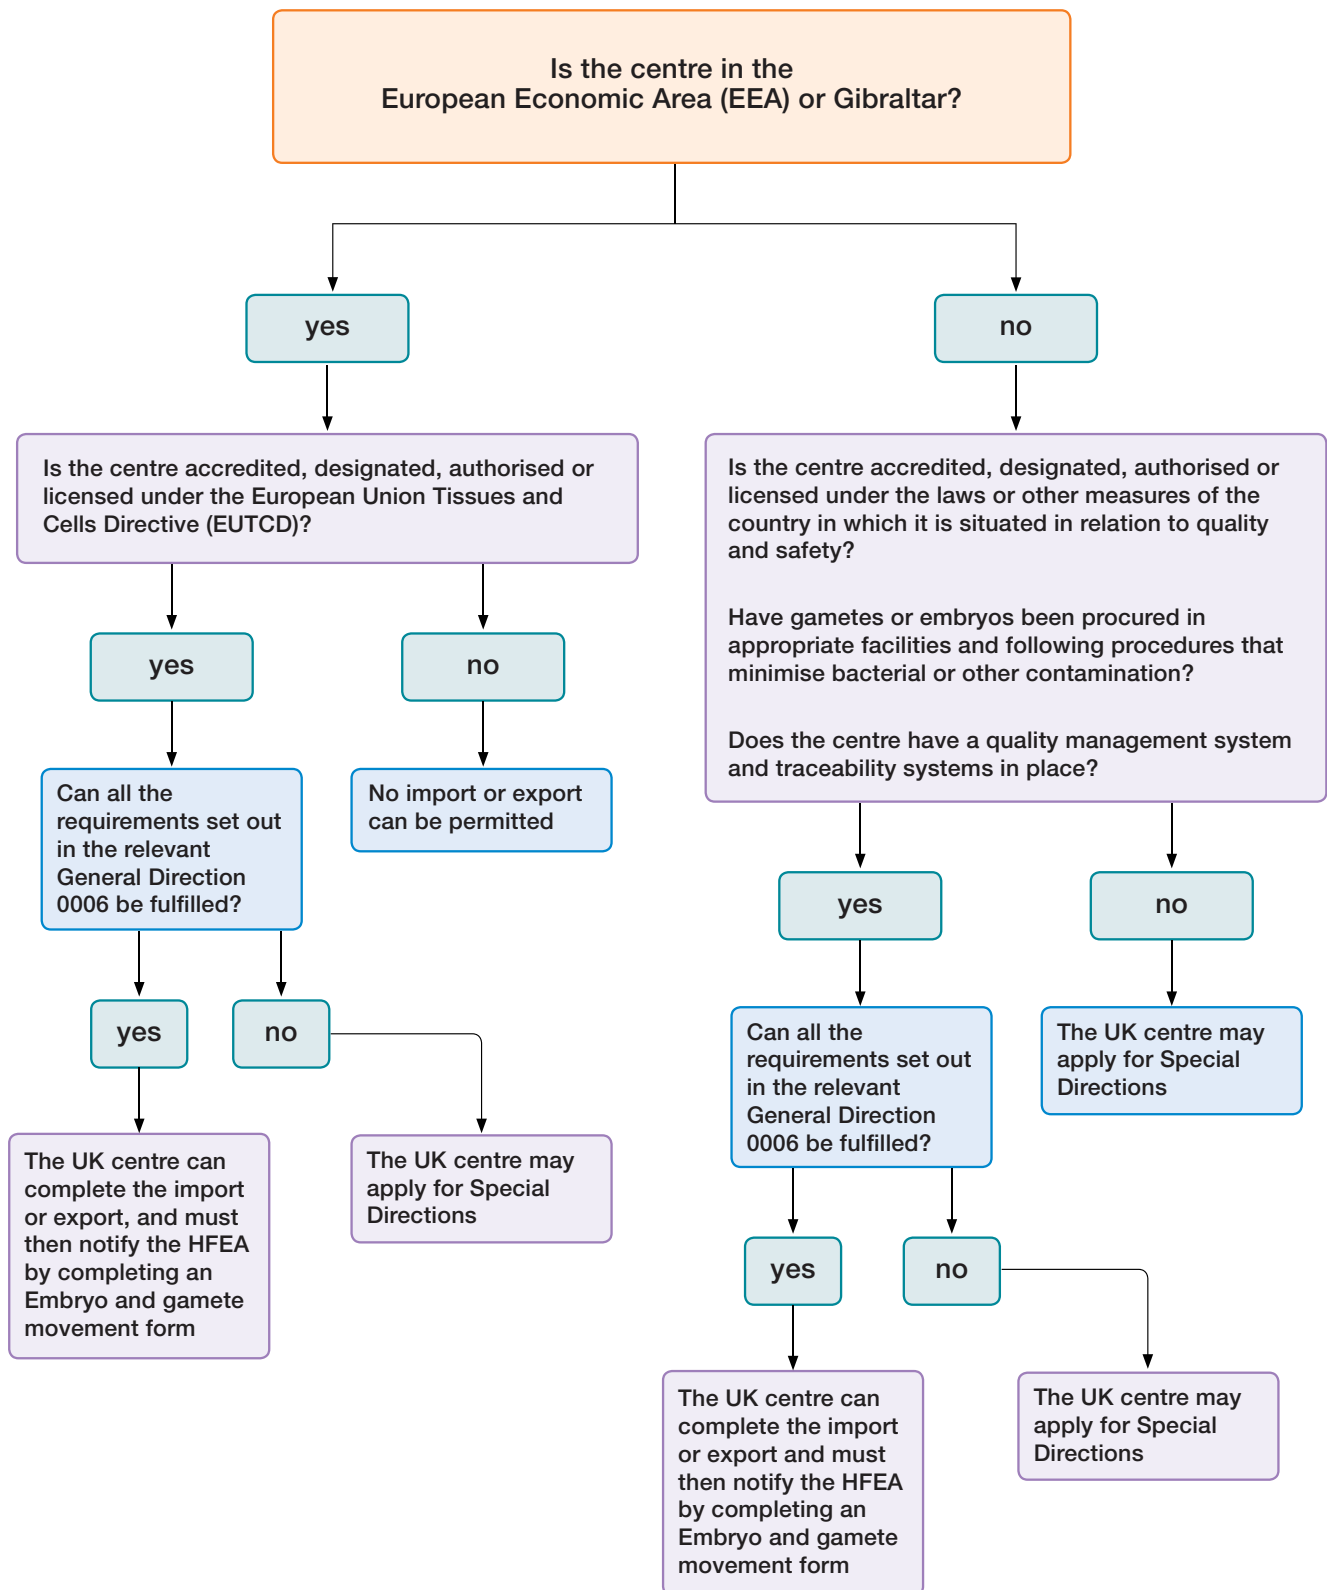 Is the centre in the
European Economic Area (EEA) or Gibraltar?
yes
no
Is the centre accredited, designated, authorised or
licensed under the European Union Tissues and
Cells Directive (EUTCD)?
Is the centre accredited, designated, authorised or
licensed under the laws or other measures of the
country in which it is situated in relation to quality
and safety?
Have gametes or embryos been procured in
appropriate facilities and following procedures that
minimise bacterial or other contamination?
Does the centre have a quality management system
and traceability systems in place?
yes
no
Can all the
requirements set out
in the relevant
General Direction
0006 be fulfilled?
No import or export
can be permitted
yes
no
yes
no
Can all the
requirements set out
in the relevant
General Direction
0006 be fulfilled?
The UK centre may
apply for Special
Directions
The UK centre can
complete the import
or export, and must
then notify the HFEA
by completing an
Embryo and gamete
movement form
The UK centre may
apply for Special
Directions
yes
no
The UK centre can
complete the import
or export and must
then notify the HFEA
by completing an
Embryo and gamete
movement form
The UK centre may
apply for Special
Directions